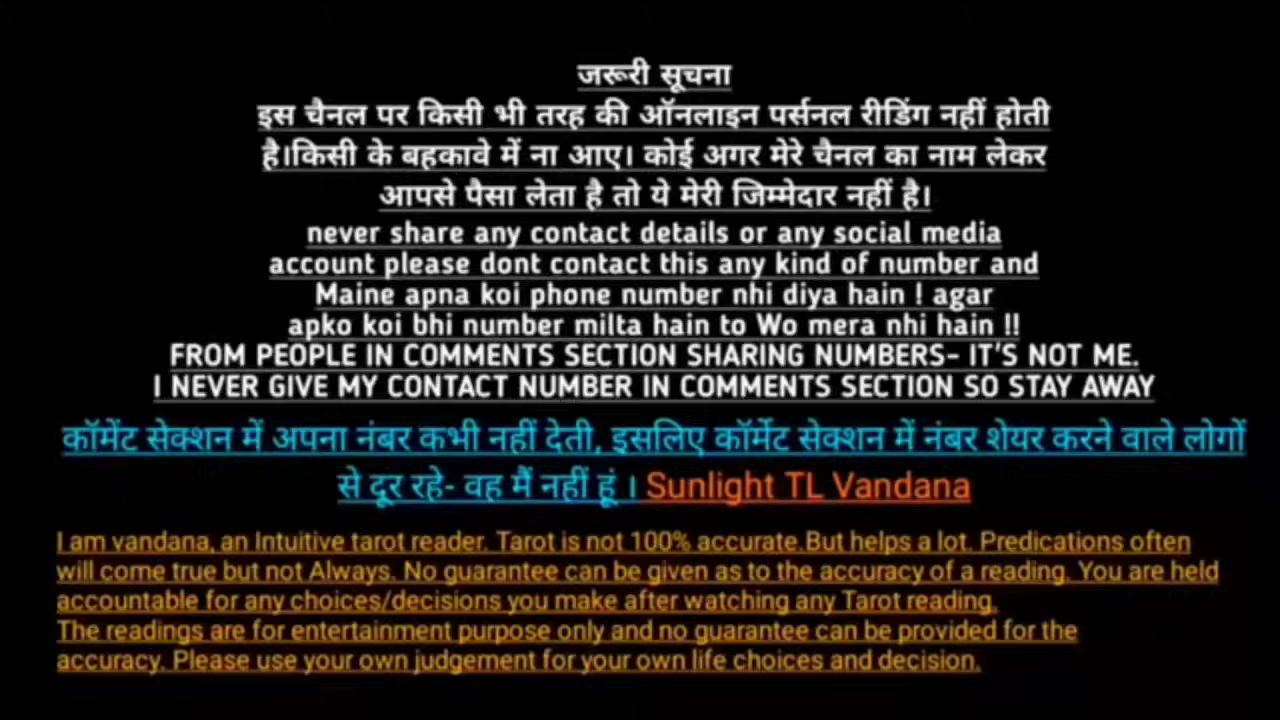 जरूरी सूचना
इस चैनल पर किसी भी तरह की ऑनलाइन पर्सनल रीडिंग नहीं होती
है।किसी के बहकावे में ना आए। कोई अगर मेरे चैनल का नाम लेकर
आपसे पैसा लेता है तो ये मेरी जिम्मेदार नहीं है।
never share any contact details or any social media
account please dont contact this any kind of number and
Maine apna koi phone number nhi diya hain ! agar
apko koi bhi number milta hain to Wo mera nhi hain !!
FROM PEOPLE IN COMMENTS SECTION SHARING NUMBERS- IT'S NOT ME.
I NEVER GIVE MY CONTACT NUMBER IN COMMENTS SECTION SO STAY AWAY
कॉमेंट सेक्शन में अपना नंबर कभी नहीं देती, इसलिए कॉर्मेट सेक्शन में नंबर शेयर करने वाले लोगों
से दूर रहे- वह मैं नहीं हूं । Sunlight TL Vandana
I am vandana, an Intuitive tarot reader. Tarot is not 100% accurate.But helps a lot. Predications often
will come true but not Always. No guarantee can be given as to the accuracy of a reading. You are held
accountable for any choices/decisions you make after watching any Tarot reading.
The readings are for entertainment purpose only and no guarantee can be provided for the
accuracy. Please use your own judgement for your own life choices and decision.